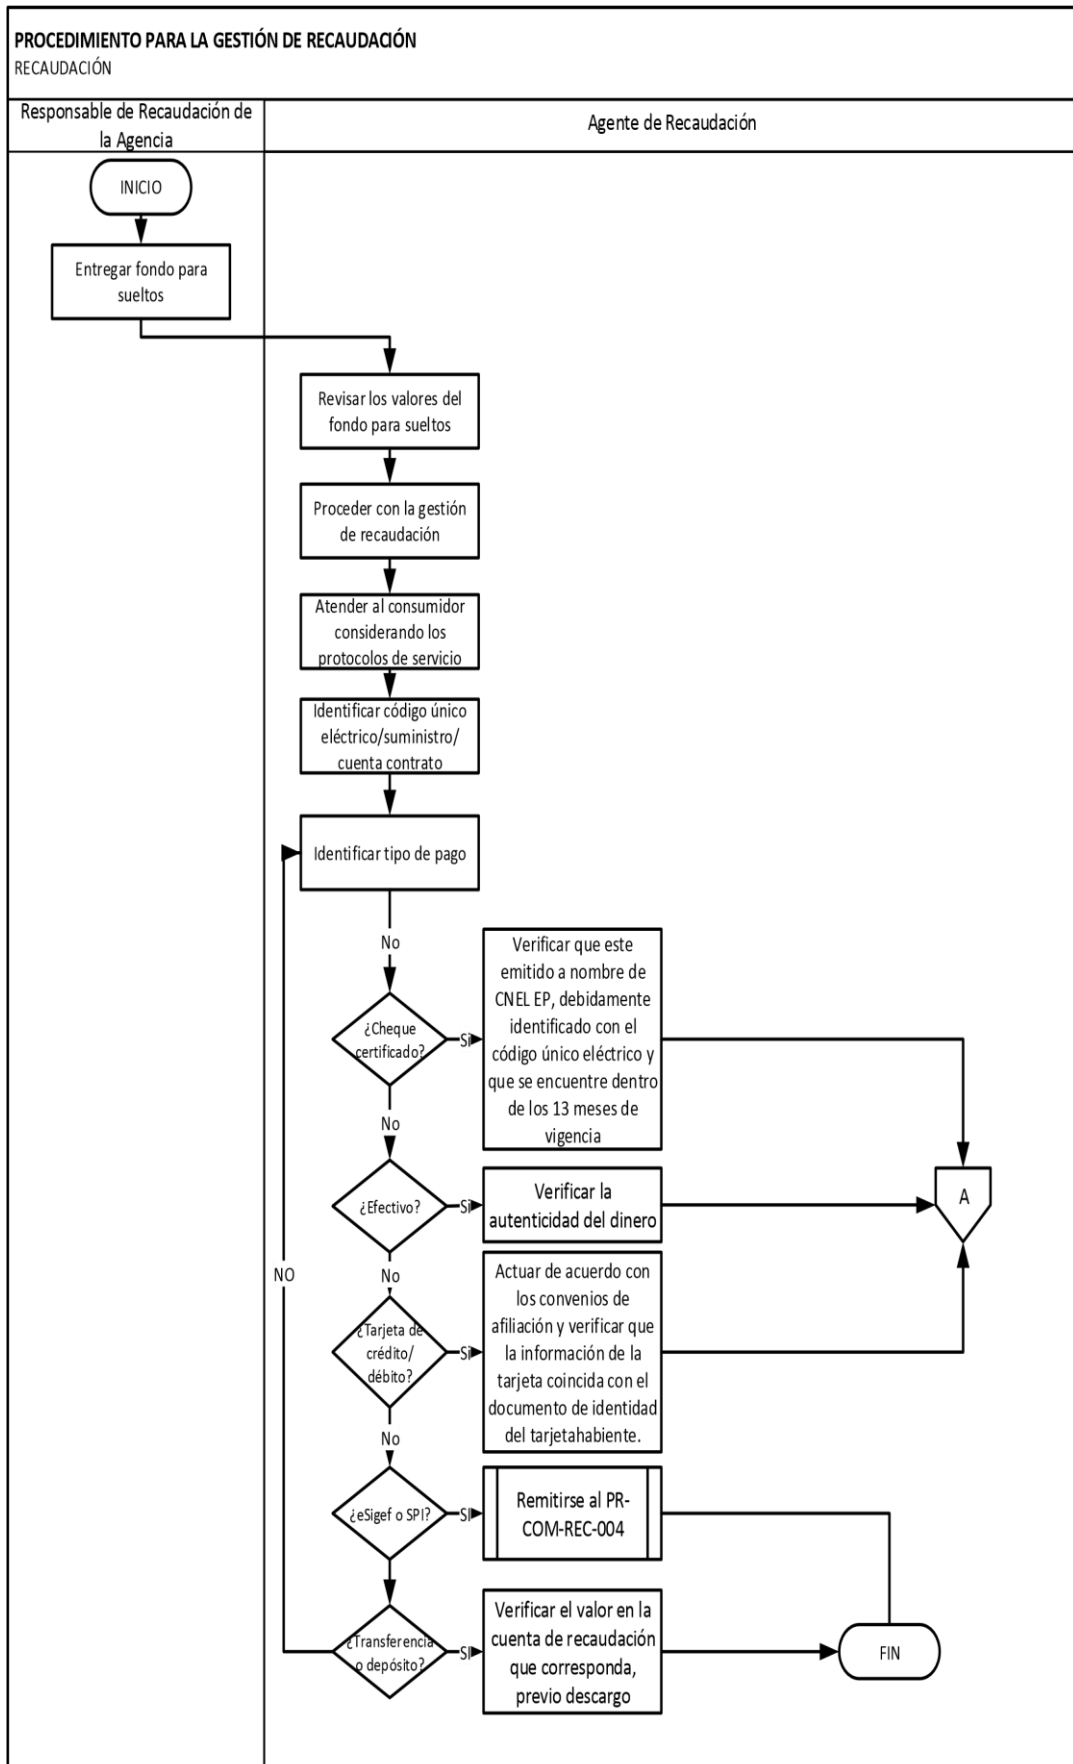 PROCEDIMIENTO PARA LA GESTIÓN DE RECAUDACIÓN
RECAUDACIÓN
Responsable de Recaudación de
la Agencia
Agente de Recaudación
INICIO
Entregar fondo para
sueltos
Revisar los valores del
fondo para sueltos
Proceder con la gestión
de recaudación
Atender al consumidor
considerando los
protocolos de servicio
Identificar código único
eléctrico/suministro/
cuenta contrato
Identificar tipo de pago
No
¿Cheque
certificado?
Si
Verificar que este
emitido a nombre de
CNEL EP, debidamente
identificado con el
código único eléctrico y
que se encuentre dentro
de los 13 meses de
vigencia
No
¿Efectivo?
Si
Verificar la
autenticidad del dinero
A
No
NO
¿Tarjeta de
crédito/
débito?
Si
Actuar de acuerdo con
los convenios de
afiliación y verificar que
la información de la
tarjeta coincida con el
documento de identidad
del tarjetahabiente.
No
¿eSigef o SPI?
SI
Remitirse al PR-
COM-REC-004
¿Transferencia
o depósito?
SI
Verificar el valor en la
cuenta de recaudación
que corresponda,
previo descargo
FIN